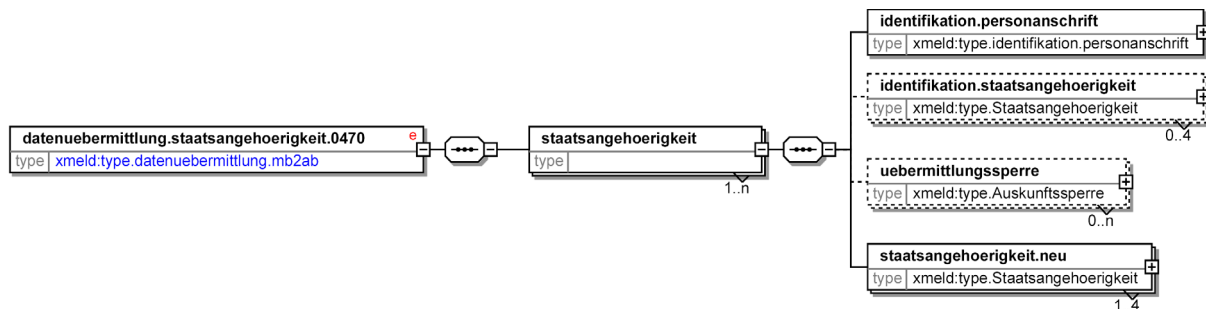 identifikation.personanschrift
type xmeld:type.identifikation.personanschrift
identifikation.staatsangehoerigkeit
type xmeld:type.Staatsangehoerigkeit
0..4
datenuebermittlung.staatsangehoerigkeit.0470 e
type xmeld:type.datenuebermittlung.mb2ab
staatsangehoerigkeit
type
1..n
uebermittlungssperre
type xmeld:type.Auskunftssperre
0..n
staatsangehoerigkeit.neu
type xmeld:type.Staatsangehoerigkeit
1..4